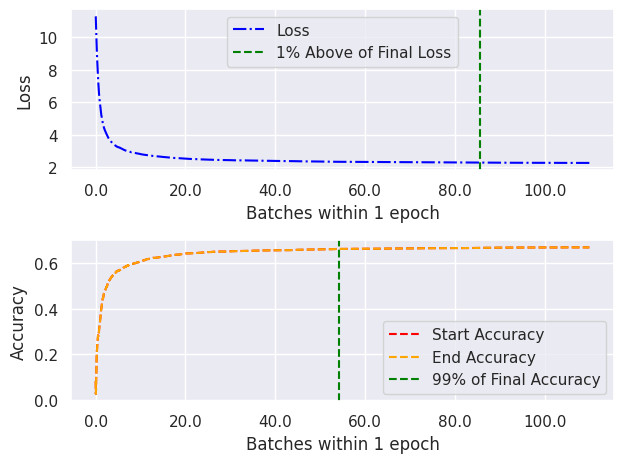 Loss
10
8
6
4
2
Loss
1% Above of Final Loss
0.0 20.0 40.0 60.0 80.0 100.0
Batches within 1 epoch
Accuracy
0.6
0.4
0.2
0.0
Start Accuracy
End Accuracy
99% of Final Accuracy
0.0 20.0 40.0 60.0 80.0 100.0
Batches within 1 epoch